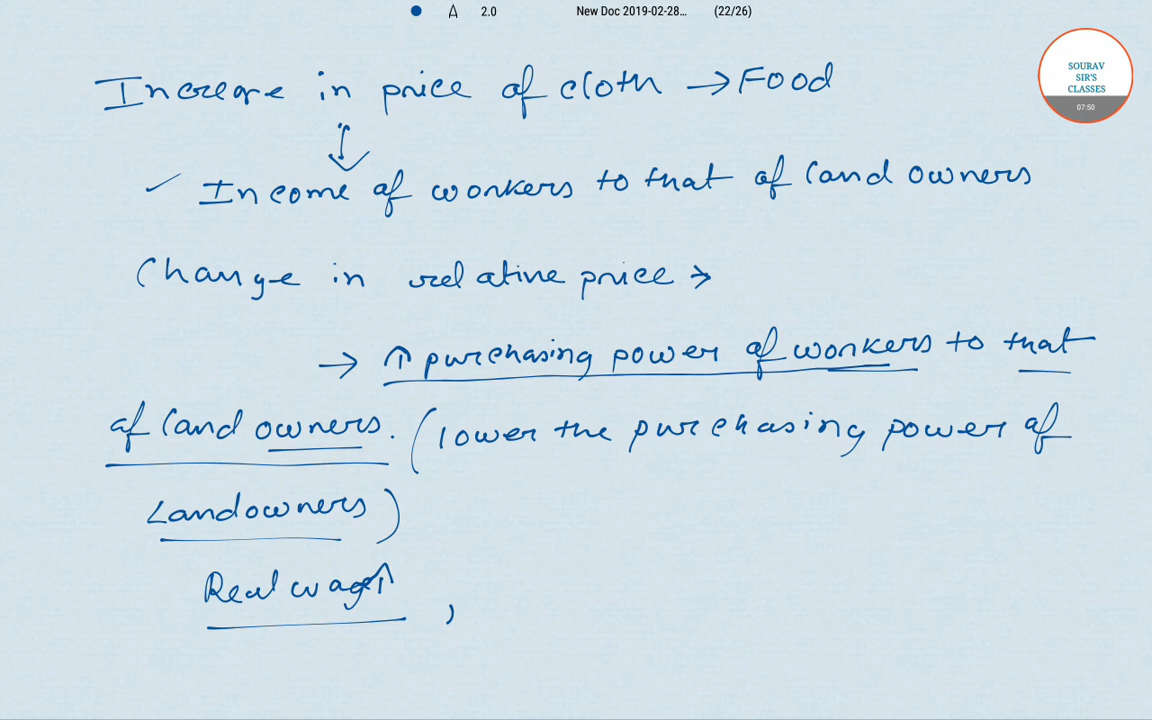 2.0 New Doc 2019-02-28... (22/26)
SOURAV
SIR'S
CLASSES
07:50
Increase in price of cloth → Food
↓
✓ Income of workers to that of land owners
Change in relative price →
→ ↑ purchasing power of workers to that
of land owners. (lower the purchasing power of
Landowners)
Real wage↑ ,